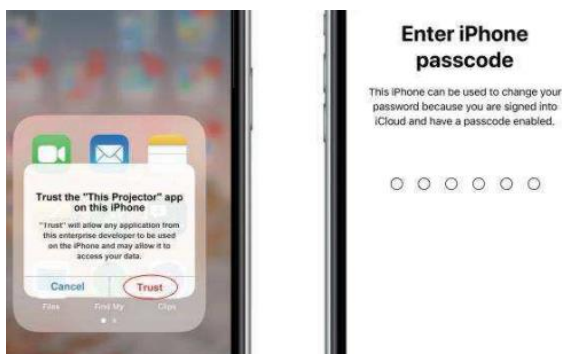 Trust the "This Projector" app
on this iPhone
"Trust" will allow any application from
this enterprise developer to be used
on the iPhone and may allow it to
access your data.
Cancel
Trust
Files
Find My
Clips
Enter iPhone
passcode
This iPhone can be used to change your
password because you are signed into
iCloud and have a passcode enabled.